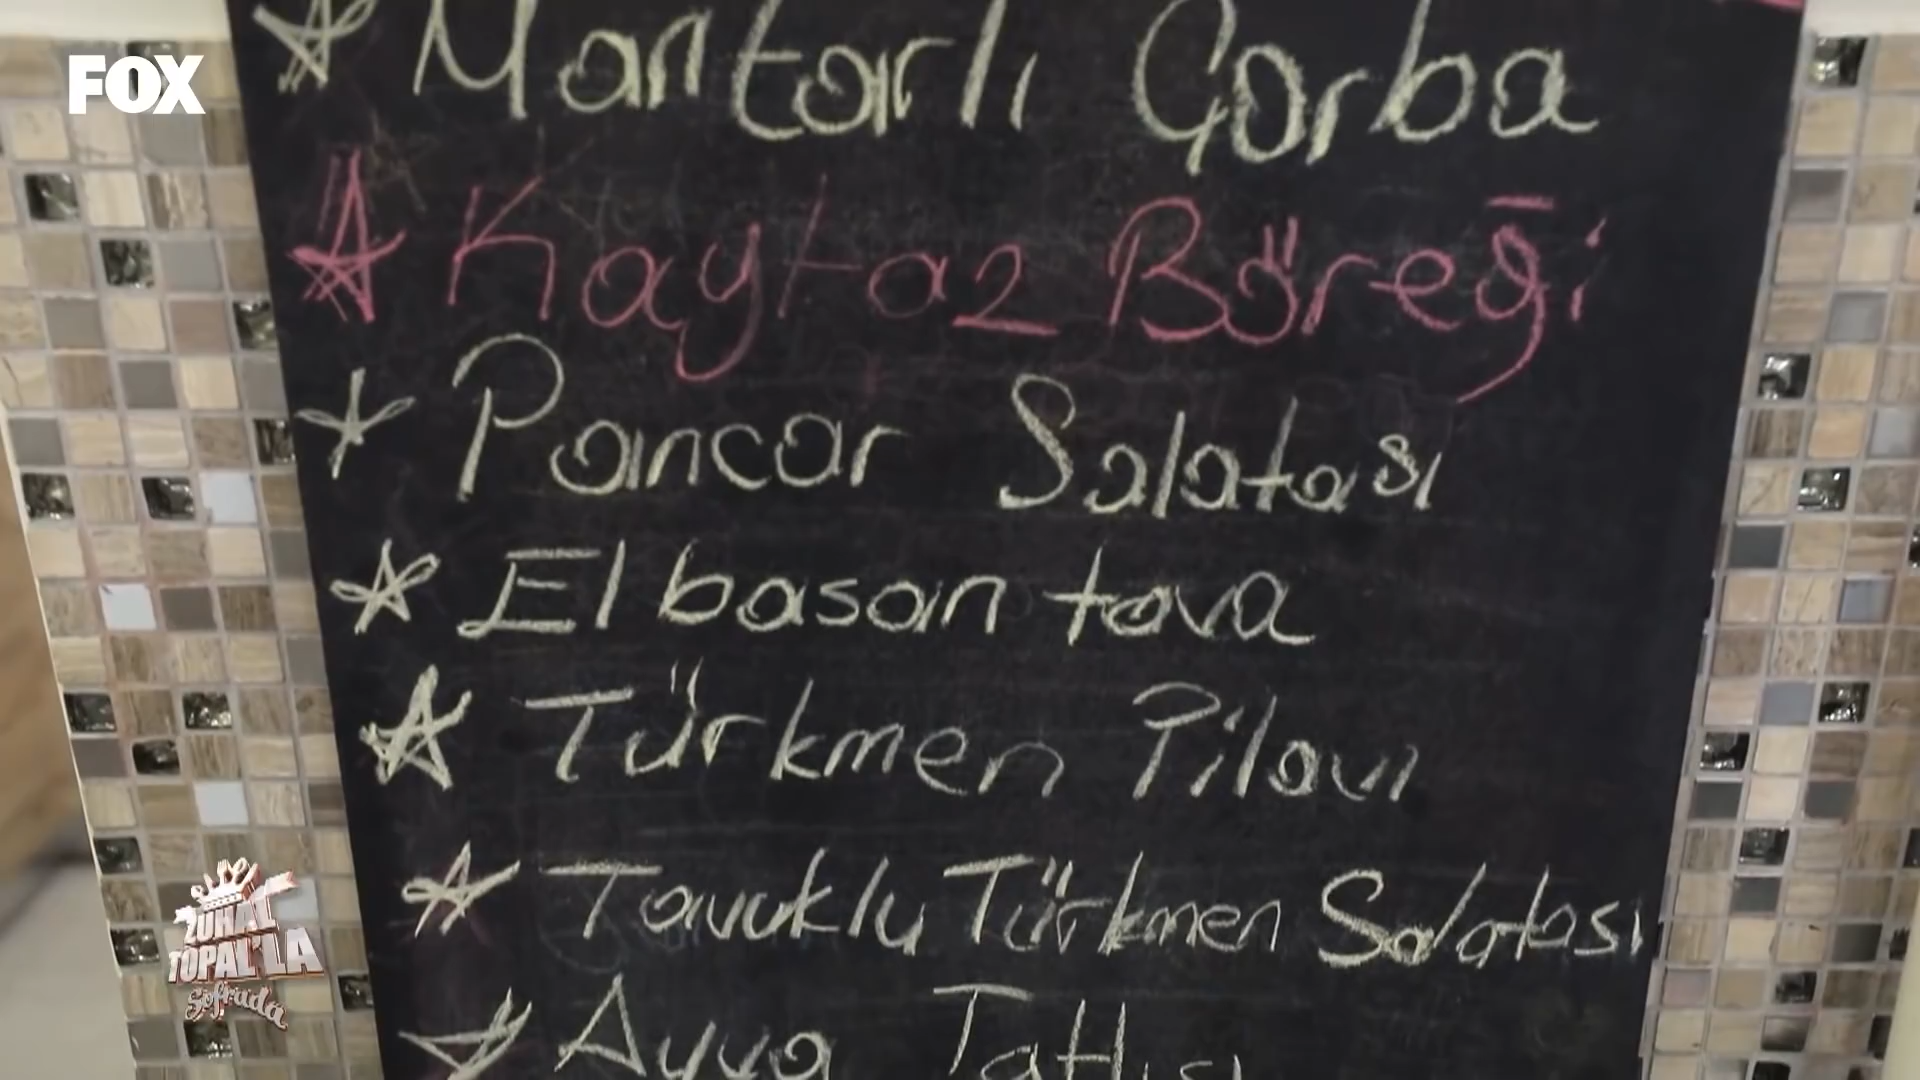 FOX
* Mantarlı Çorba
* Kaytaz Böreği
* Pancar Salatası
* Elbasan tava
* Türkmen Pilavı
* Tavuklu Türkmen Salatası
* Ayva Tatlısı
ZUHAL
TOPAL'LA
Sofrada